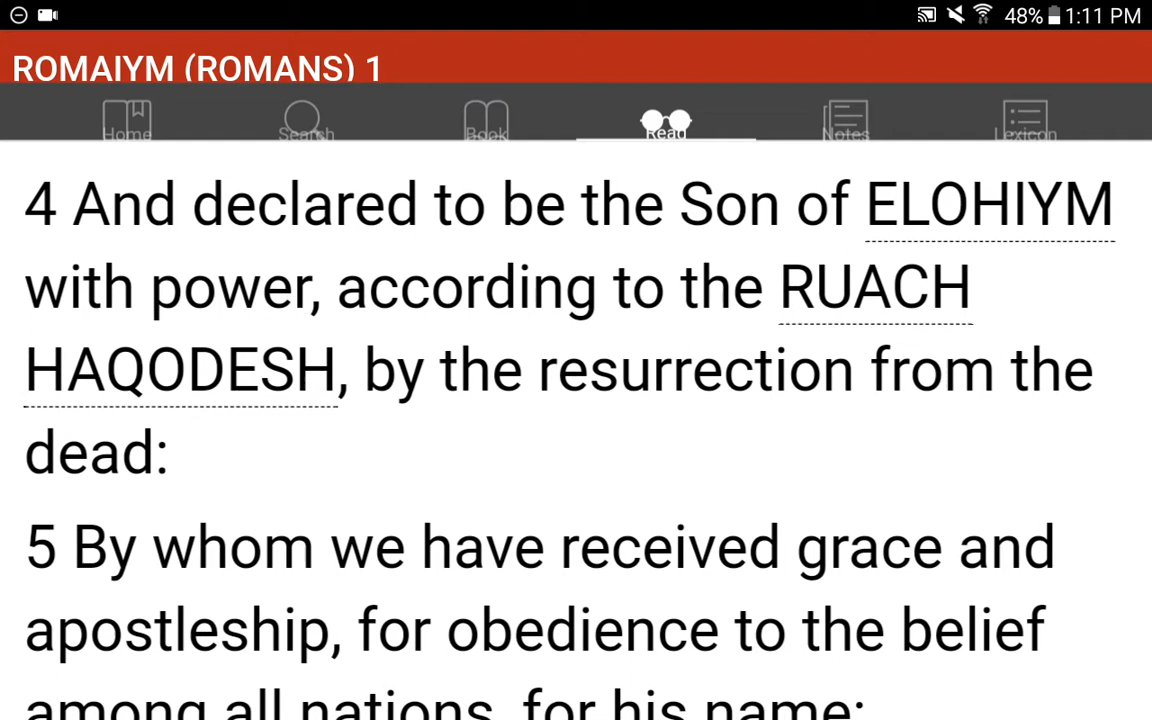 48% 1:11 PM
ROMAIYM (ROMANS) 1
Home Search Book Read Notes Lexicon
4 And declared to be the Son of ELOHIYM
with power, according to the RUACH
HAQODESH, by the resurrection from the
dead:
5 By whom we have received grace and
apostleship, for obedience to the belief
among all nations, for his name: